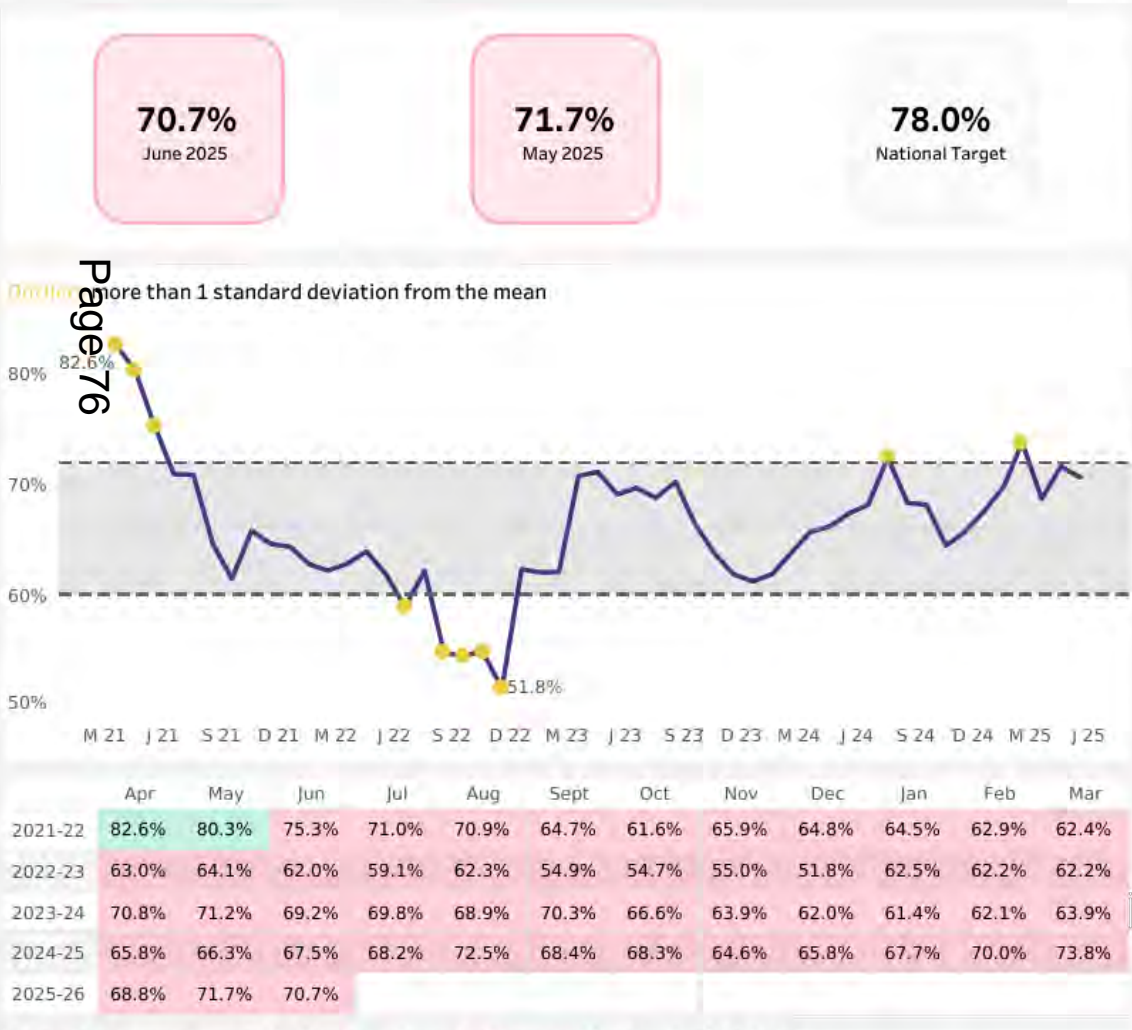 70.7%
June 2025
71.7%
May 2025
78.0%
National Target
Page 76
Outliers more than 1 standard deviation from the mean
82.6%
80%
70%
60%
50%
51.8%
M 21 J 21 S 21 D 21 M 22 J 22 S 22 D 22 M 23 J 23 S 23 D 23 M 24 J 24 S 24 D 24 M 25 J 25
Apr May Jun Jul Aug Sept Oct Nov Dec Jan Feb Mar
2021-22 82.6% 80.3% 75.3% 71.0% 70.9% 64.7% 61.6% 65.9% 64.8% 64.5% 62.9% 62.4%
2022-23 63.0% 64.1% 62.0% 59.1% 62.3% 54.9% 54.7% 55.0% 51.8% 62.5% 62.2% 62.2%
2023-24 70.8% 71.2% 69.2% 69.8% 68.9% 70.3% 66.6% 63.9% 62.0% 61.4% 62.1% 63.9%
2024-25 65.8% 66.3% 67.5% 68.2% 72.5% 68.4% 68.3% 64.6% 65.8% 67.7% 70.0% 73.8%
2025-26 68.8% 71.7% 70.7%